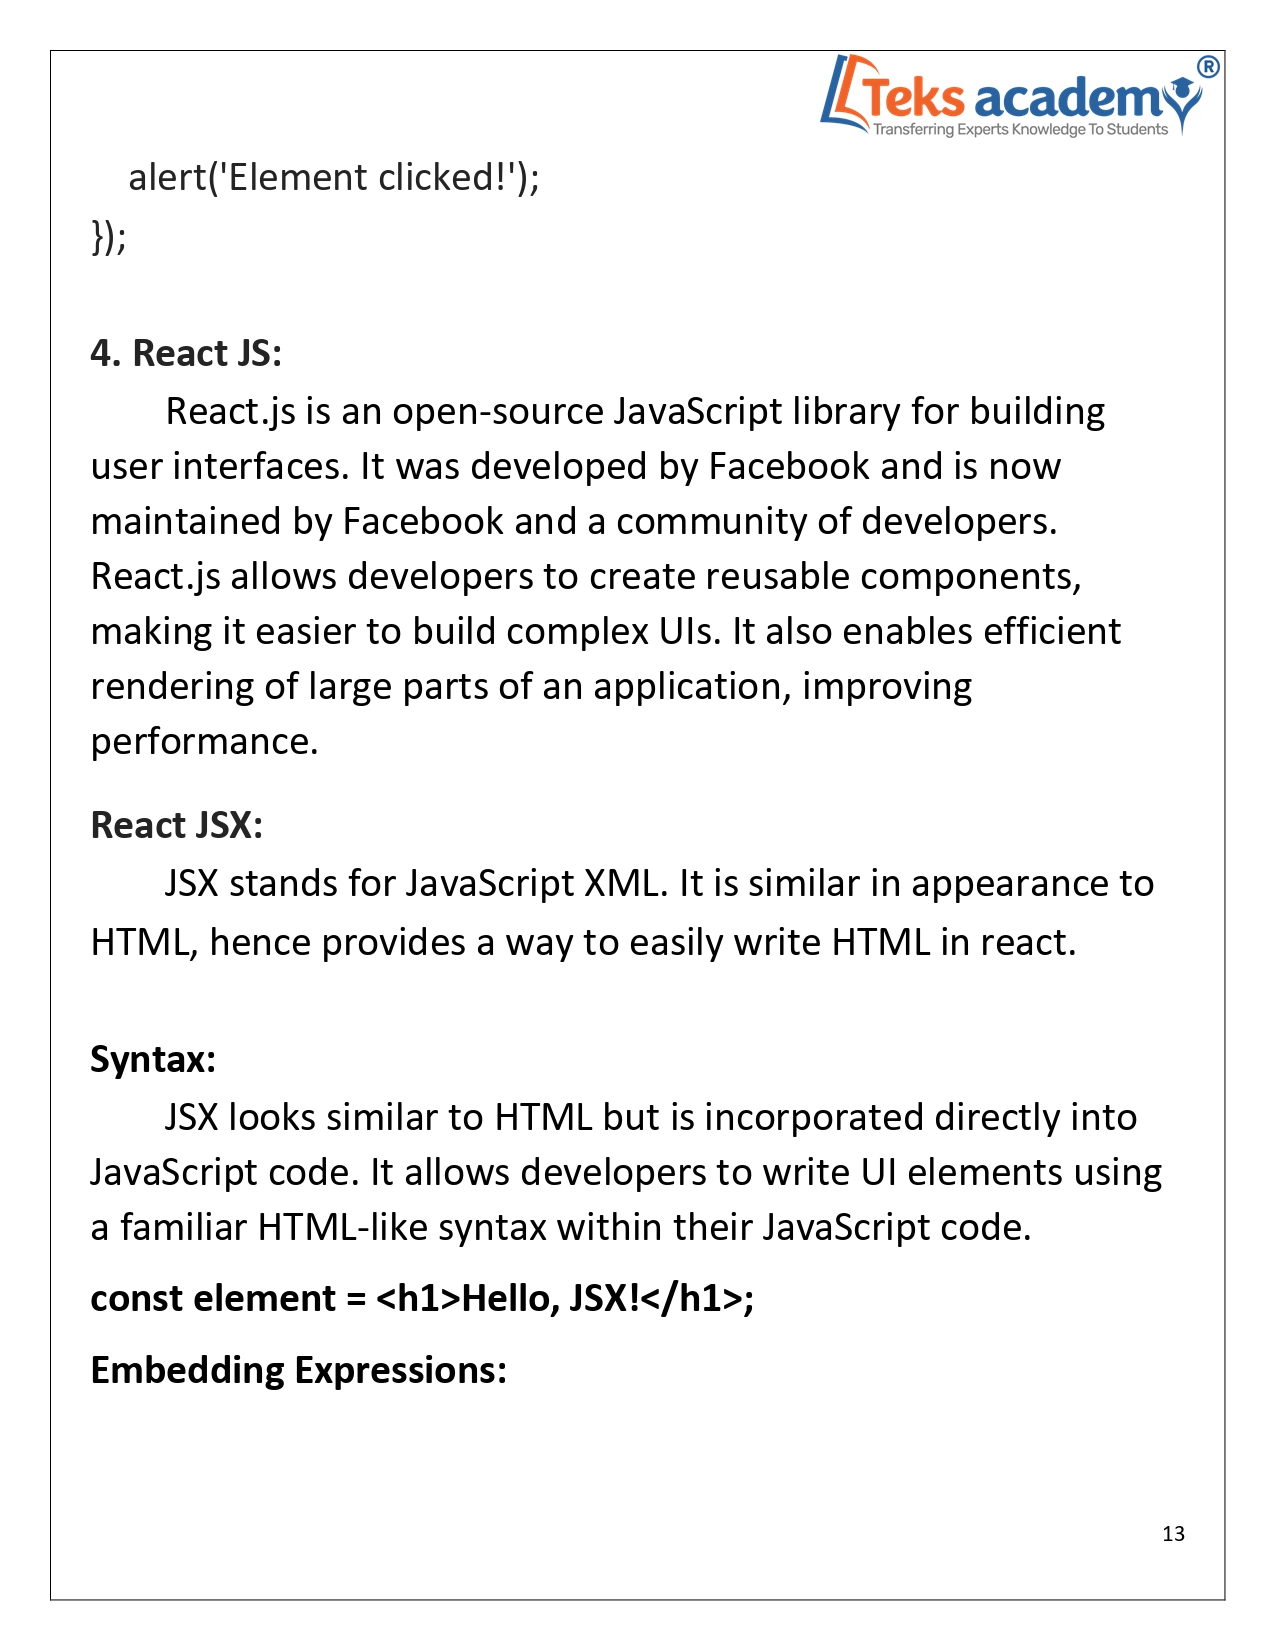 Teks academy®
Transferring Experts Knowledge To Students
alert('Element clicked!');
});
4. React JS:
React.js is an open-source JavaScript library for building
user interfaces. It was developed by Facebook and is now
maintained by Facebook and a community of developers.
React.js allows developers to create reusable components,
making it easier to build complex UIs. It also enables efficient
rendering of large parts of an application, improving
performance.
React JSX:
JSX stands for JavaScript XML. It is similar in appearance to
HTML, hence provides a way to easily write HTML in react.
Syntax:
JSX looks similar to HTML but is incorporated directly into
JavaScript code. It allows developers to write UI elements using
a familiar HTML-like syntax within their JavaScript code.
const element = <h1>Hello, JSX!</h1>;
Embedding Expressions:
13